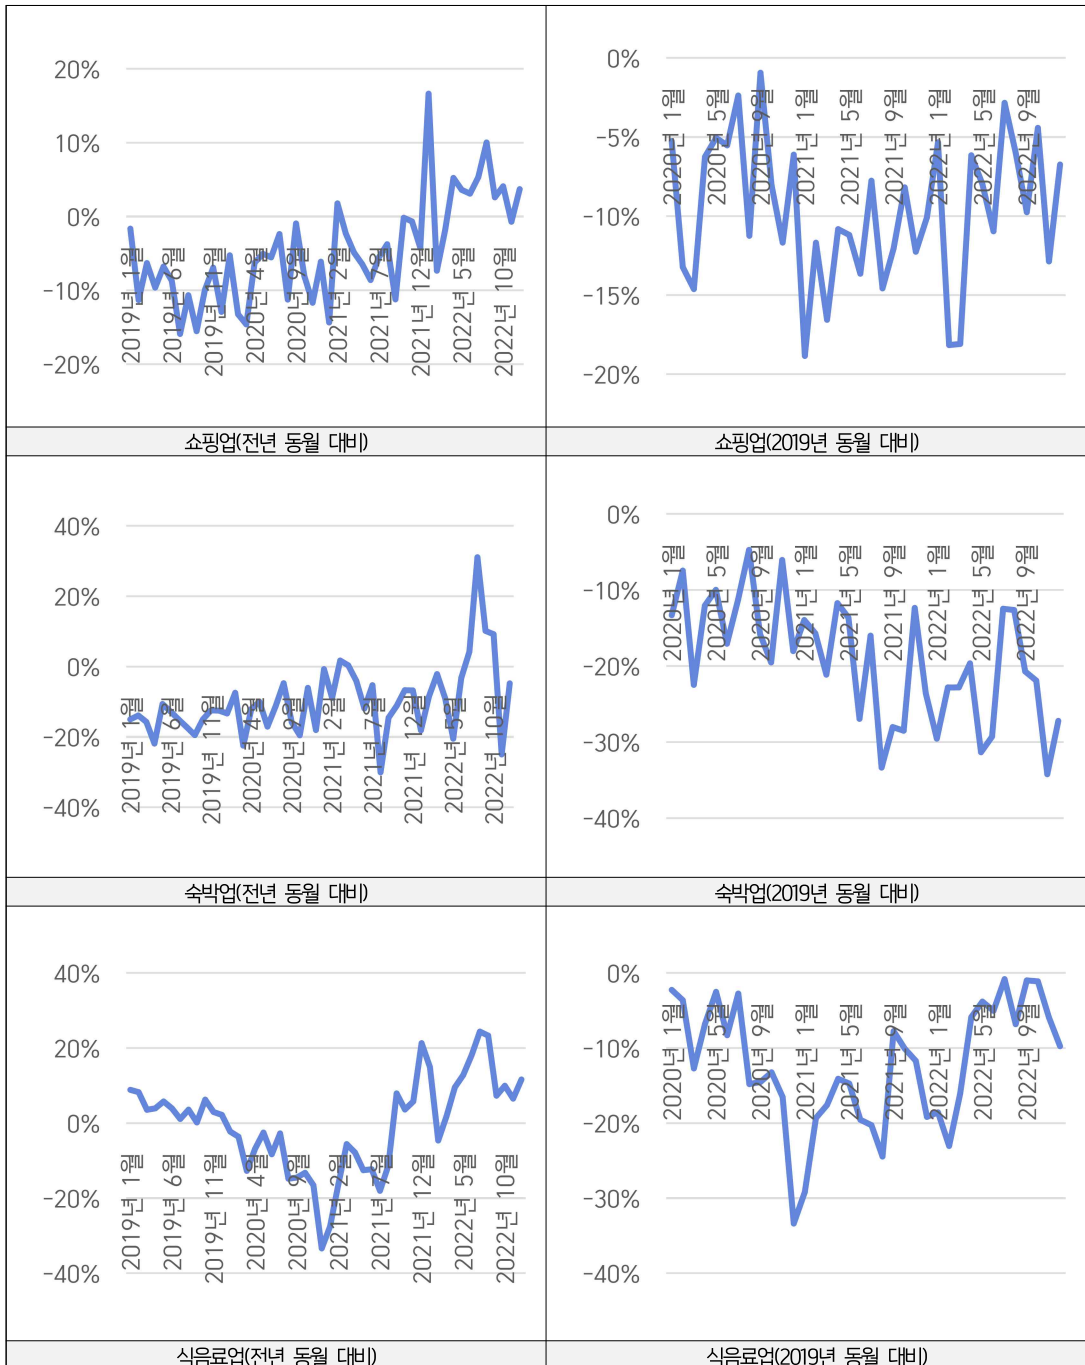 20%
10%
0%
-10%
-20%
2019년 1월
2019년 6월
2019년 11월
2020년 4월
2020년 9월
2021년 2월
2021년 7월
2021년 12월
2022년 5월
2022년 10월
0%
-5%
-10%
-15%
-20%
2020년 1월
2020년 5월
2020년 9월
2021년 1월
2021년 5월
2021년 9월
2022년 1월
2022년 5월
2022년 9월
쇼핑업(전년 동월 대비)
쇼핑업(2019년 동월 대비)
40%
20%
0%
-20%
-40%
2019년 1월
2019년 6월
2019년 11월
2020년 4월
2020년 9월
2021년 2월
2021년 7월
2021년 12월
2022년 5월
2022년 10월
0%
-10%
-20%
-30%
-40%
2020년 1월
2020년 5월
2020년 9월
2021년 1월
2021년 5월
2021년 9월
2022년 1월
2022년 5월
2022년 9월
숙박업(전년 동월 대비)
숙박업(2019년 동월 대비)
40%
20%
0%
-20%
-40%
2019년 1월
2019년 6월
2019년 11월
2020년 4월
2020년 9월
2021년 2월
2021년 7월
2021년 12월
2022년 5월
2022년 10월
0%
-10%
-20%
-30%
-40%
2020년 1월
2020년 5월
2020년 9월
2021년 1월
2021년 5월
2021년 9월
2022년 1월
2022년 5월
2022년 9월
식음료업(전년 동월 대비)
식음료업(2019년 동월 대비)